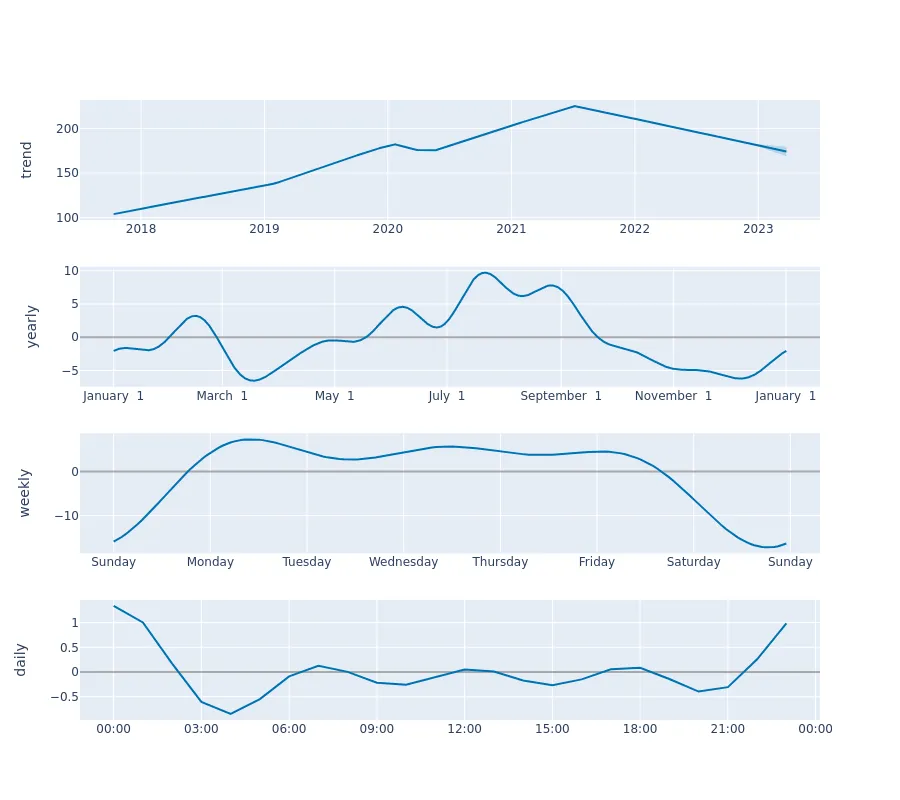 trend
200
150
100
2018 2019 2020 2021 2022 2023
yearly
10
5
0
−5
January 1 March 1 May 1 July 1 September 1 November 1 January 1
weekly
0
−10
Sunday Monday Tuesday Wednesday Thursday Friday Saturday Sunday
daily
1
0.5
0
−0.5
00:00 03:00 06:00 09:00 12:00 15:00 18:00 21:00 00:00